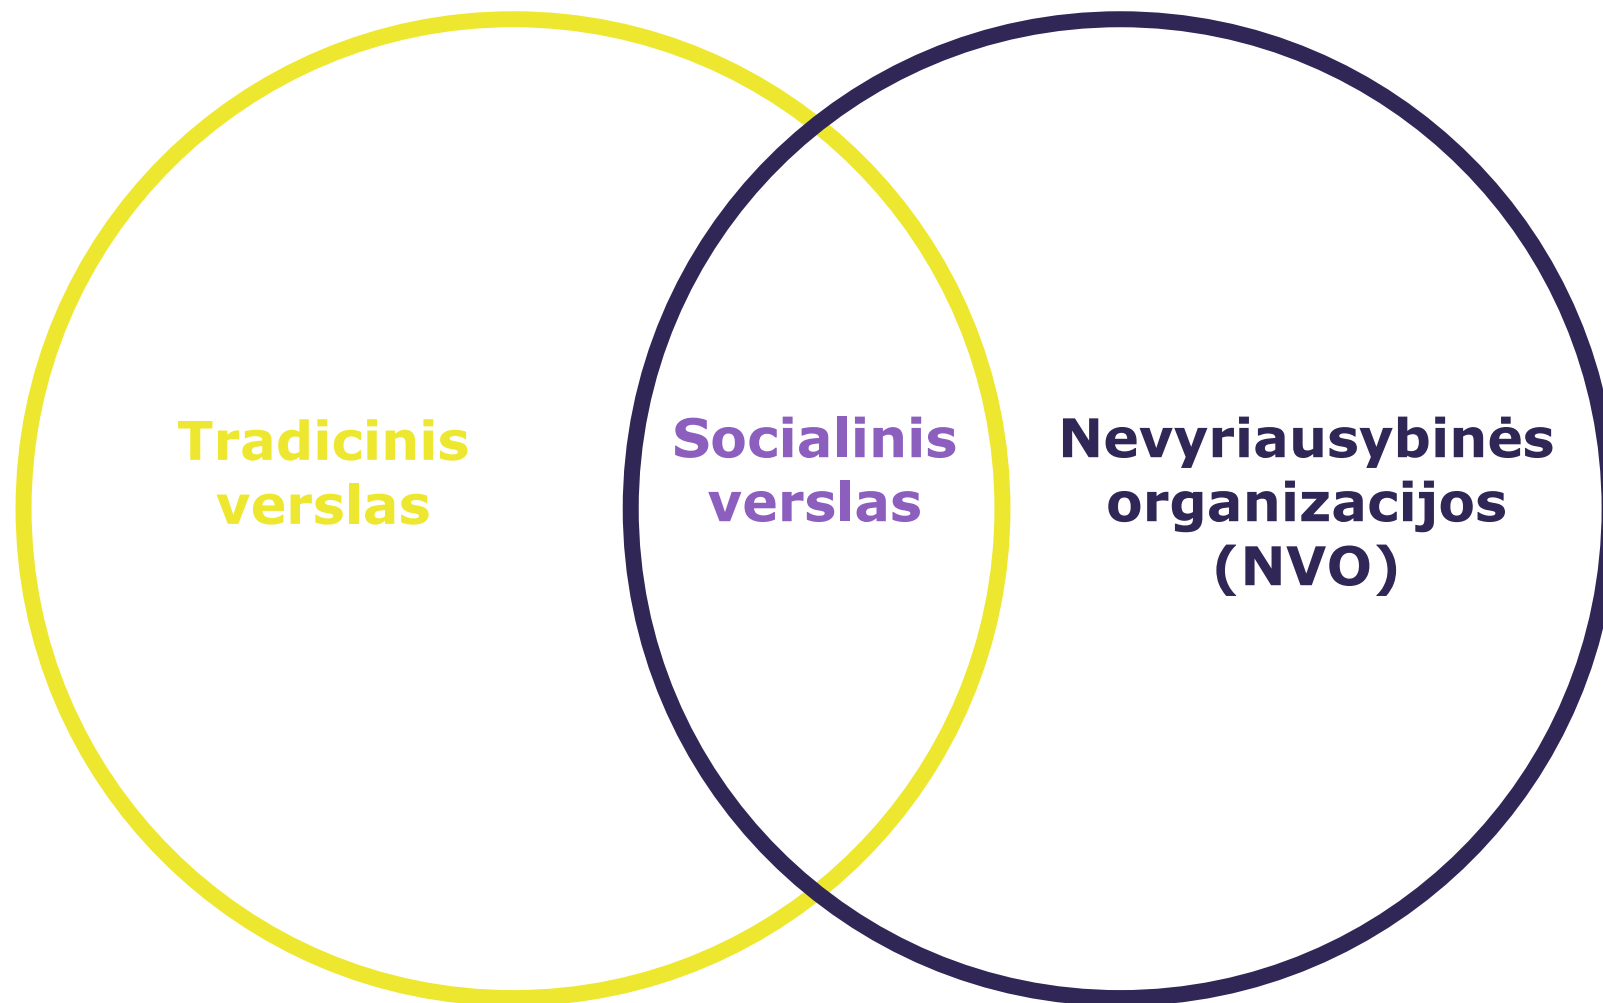 Tradicinis
verslas
Socialinis
verslas
Nevyriausybinės
organizacijos
(NVO)